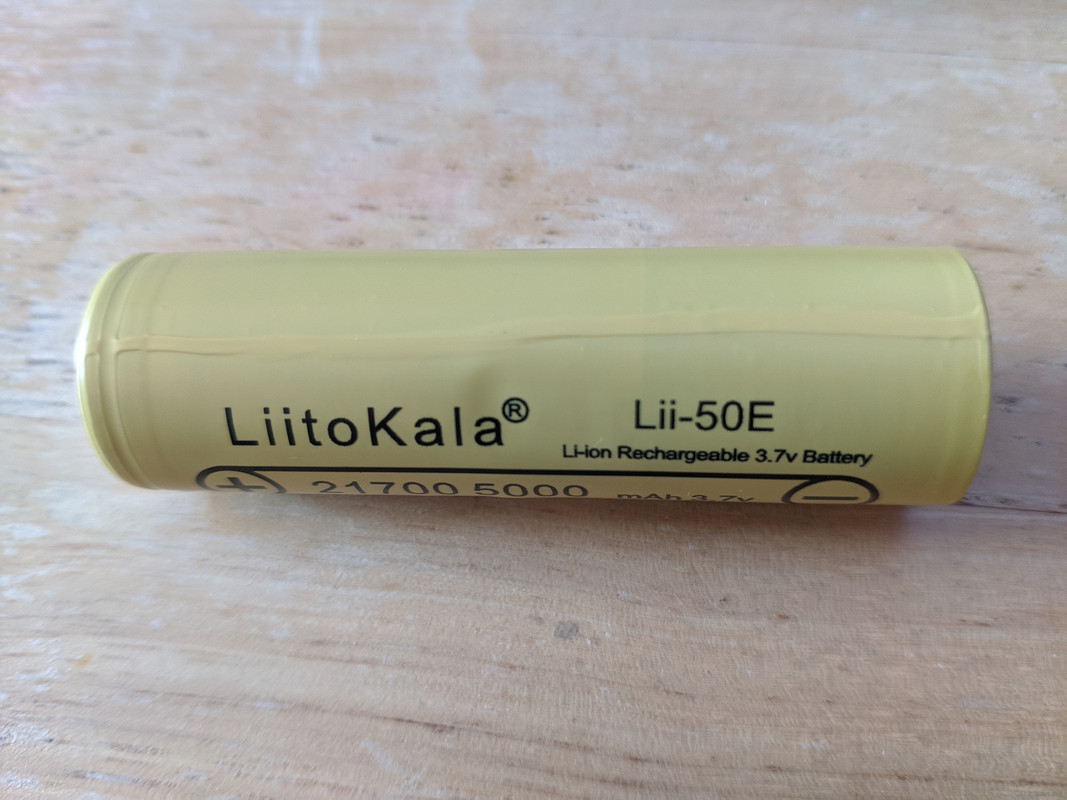 LiitoKala®
Lii-50E
Li-ion Rechargeable 3.7v Battery
+ 21700 5000 mAh 3.7v −